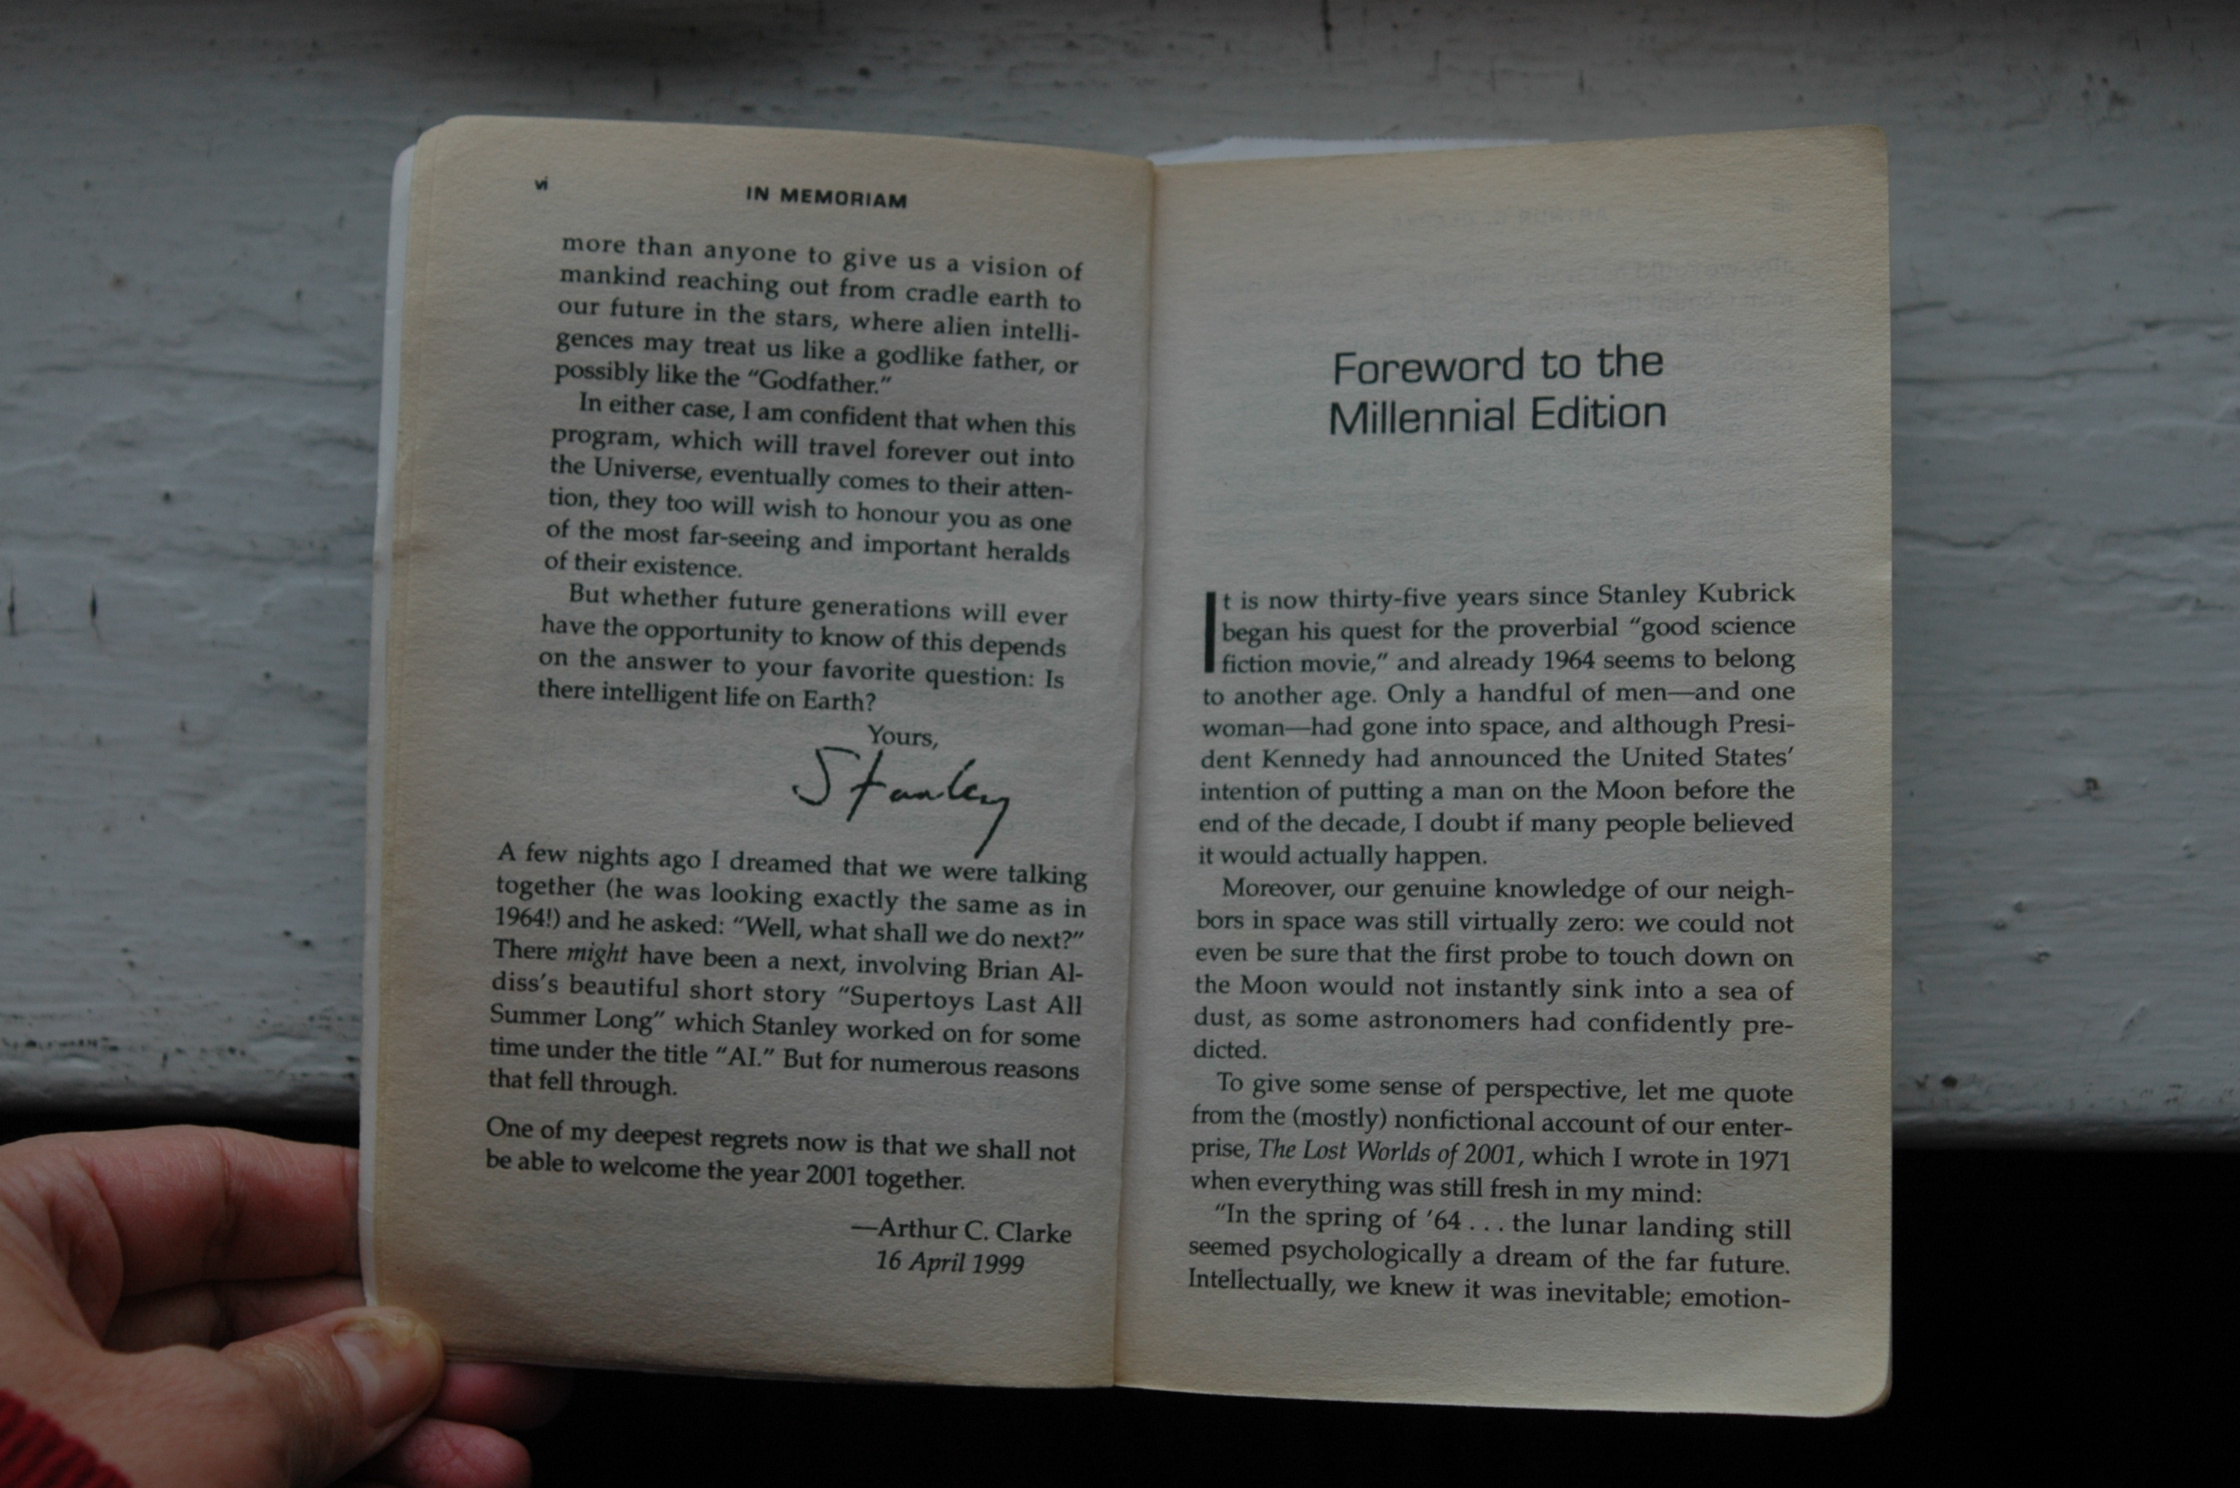 vi
IN MEMORIAM
more than anyone to give us a vision of
mankind reaching out from cradle earth to
our future in the stars, where alien intelli-
gences may treat us like a godlike father, or
possibly like the “Godfather.”
In either case, I am confident that when this
program, which will travel forever out into
the Universe, eventually comes to their atten-
tion, they too will wish to honour you as one
of the most far-seeing and important heralds
of their existence.
But whether future generations will ever
have the opportunity to know of this depends
on the answer to your favorite question: Is
there intelligent life on Earth?
Yours,
Stanley
A few nights ago I dreamed that we were talking
together (he was looking exactly the same as in
1964!) and he asked: “Well, what shall we do next?”
There might have been a next, involving Brian Al-
diss’s beautiful short story “Supertoys Last All
Summer Long” which Stanley worked on for some
time under the title “AI.” But for numerous reasons
that fell through.
One of my deepest regrets now is that we shall not
be able to welcome the year 2001 together.
—Arthur C. Clarke
16 April 1999
Foreword to the
Millennial Edition
It is now thirty-five years since Stanley Kubrick
began his quest for the proverbial “good science
fiction movie,” and already 1964 seems to belong
to another age. Only a handful of men—and one
woman—had gone into space, and although Presi-
dent Kennedy had announced the United States’
intention of putting a man on the Moon before the
end of the decade, I doubt if many people believed
it would actually happen.
Moreover, our genuine knowledge of our neigh-
bors in space was still virtually zero: we could not
even be sure that the first probe to touch down on
the Moon would not instantly sink into a sea of
dust, as some astronomers had confidently pre-
dicted.
To give some sense of perspective, let me quote
from the (mostly) nonfictional account of our enter-
prise, The Lost Worlds of 2001, which I wrote in 1971
when everything was still fresh in my mind:
“In the spring of ’64 . . . the lunar landing still
seemed psychologically a dream of the far future.
Intellectually, we knew it was inevitable; emotion-